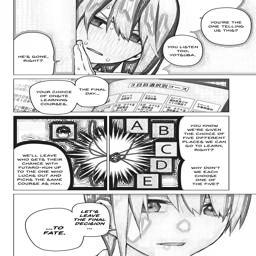 YOU'RE THE
ONE TELLING
US THIS?
YOU LISTEN
TOO,
YOTSUBA.
HE'S GONE,
RIGHT?
THE FINAL
DAY...
YOUR CHOICE
OF ONSITE
LEARNING
COURSE.
YOU KNOW
WE'RE GIVEN
THE CHOICE
OF FIVE
DIFFERENT
PLACES WE
CAN GO TO
LEARN, RIGHT?
A
B
C
D
E
WHY DON'T
WE EACH
CHOOSE ONE
OF THE FIVE?
WE'LL LEAVE
WHO GETS
THEIR CHANCE
WITH
FUTARO-KUN UP
TO THE ONE WHO
LUCKS OUT AND
PICKS THE SAME
COURSE AS HIM.
LET'S
LEAVE THE
FINAL
DECISION
...TO
FATE.